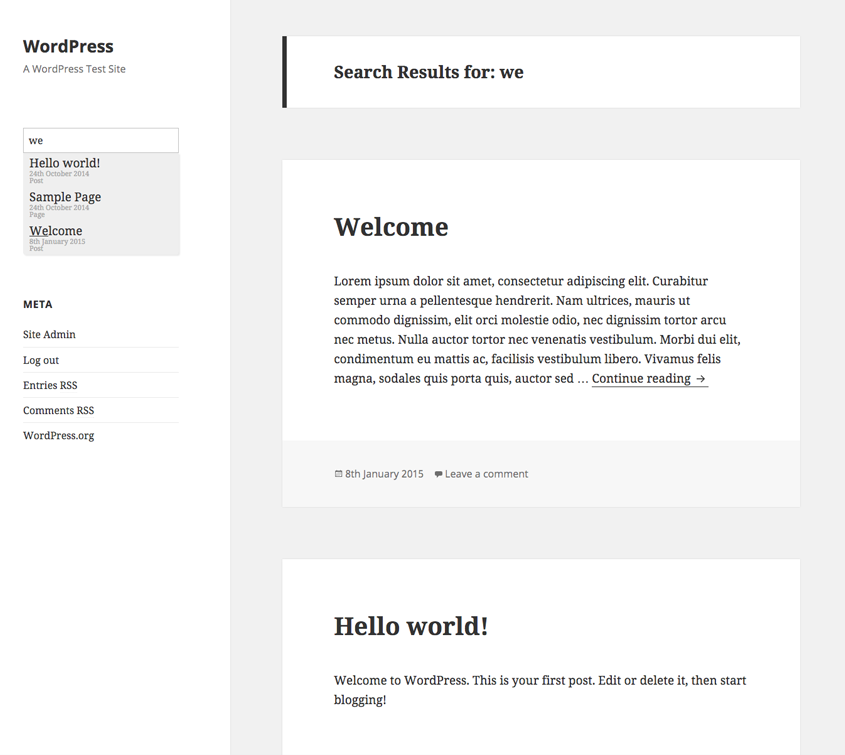 WordPress
A WordPress Test Site
we
Hello world!
24th October 2014
Post
Sample Page
24th October 2014
Page
Welcome
8th January 2015
Post
META
Site Admin
Log out
Entries RSS
Comments RSS
WordPress.org
Search Results for: we
Welcome
Lorem ipsum dolor sit amet, consectetur adipiscing elit. Curabitur
semper urna a pellentesque hendrerit. Nam ultrices, mauris ut
commodo dignissim, elit orci molestie odio, nec dignissim tortor arcu
nec metus. Nulla auctor tortor nec venenatis vestibulum. Morbi dui elit,
condimentum eu mattis ac, facilisis vestibulum libero. Vivamus felis
magna, sodales quis porta quis, auctor sed … Continue reading →
8th January 2015 Leave a comment
Hello world!
Welcome to WordPress. This is your first post. Edit or delete it, then start
blogging!